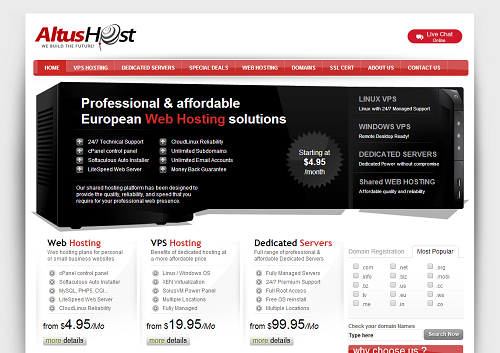 AltusHost
WE BUILD THE FUTURE!
Live Chat
Online
HOME
VPS HOSTING
DEDICATED SERVERS
SPECIAL DEALS
WEB HOSTING
DOMAINS
SSL CERT
ABOUT US
CONTACT US
Professional & affordable
European Web Hosting solutions
24/7 Technical Support
cPanel control panel
Softaculous Auto Installer
LiteSpeed Web Server
CloudLinux Reliability
Unlimited Subdomains
Unlimited Email Accounts
Money Back Guarantee
Our shared hosting platform has been designed to
provide the quality, reliability, and speed that you
require for your professional web presence.
Starting at
$4.95
/month
LINUX VPS
Linux with 24/7 Managed Support
WINDOWS VPS
Remote Desktop Ready!
DEDICATED SERVERS
Dedicated Power without compromise
Shared WEB HOSTING
Affordable quality and reliability
Web Hosting
Web hosting plans for personal
or small business websites
cPanel control panel
Softaculous Auto Installer
MySQL, PHP5, CGI...
LiteSpeed Web Server
CloudLinux Reliability
from $4.95/Mo
more details
VPS Hosting
Benefits of dedicated hosting at
a more affordable price
Linux / Windows OS
XEN Virtualization
SolusVM Power Panel
Multiple Locations
Fully Managed
from $19.95/Mo
more details
Dedicated Servers
Full range of professional &
affordable Dedicated Servers
Fully Managed Servers
24/7 Premium Support
Full Root Access
Free OS reinstall
Multiple Locations
from $99.95/Mo
more details
Domain Registration
Most Popular
.com
.net
.org
.info
.biz
.mobi
.bz
.us
.cc
.tv
.eu
.ws
.me
.in
.co
Check your domain Names
Type here
Search Now
why choose us ?